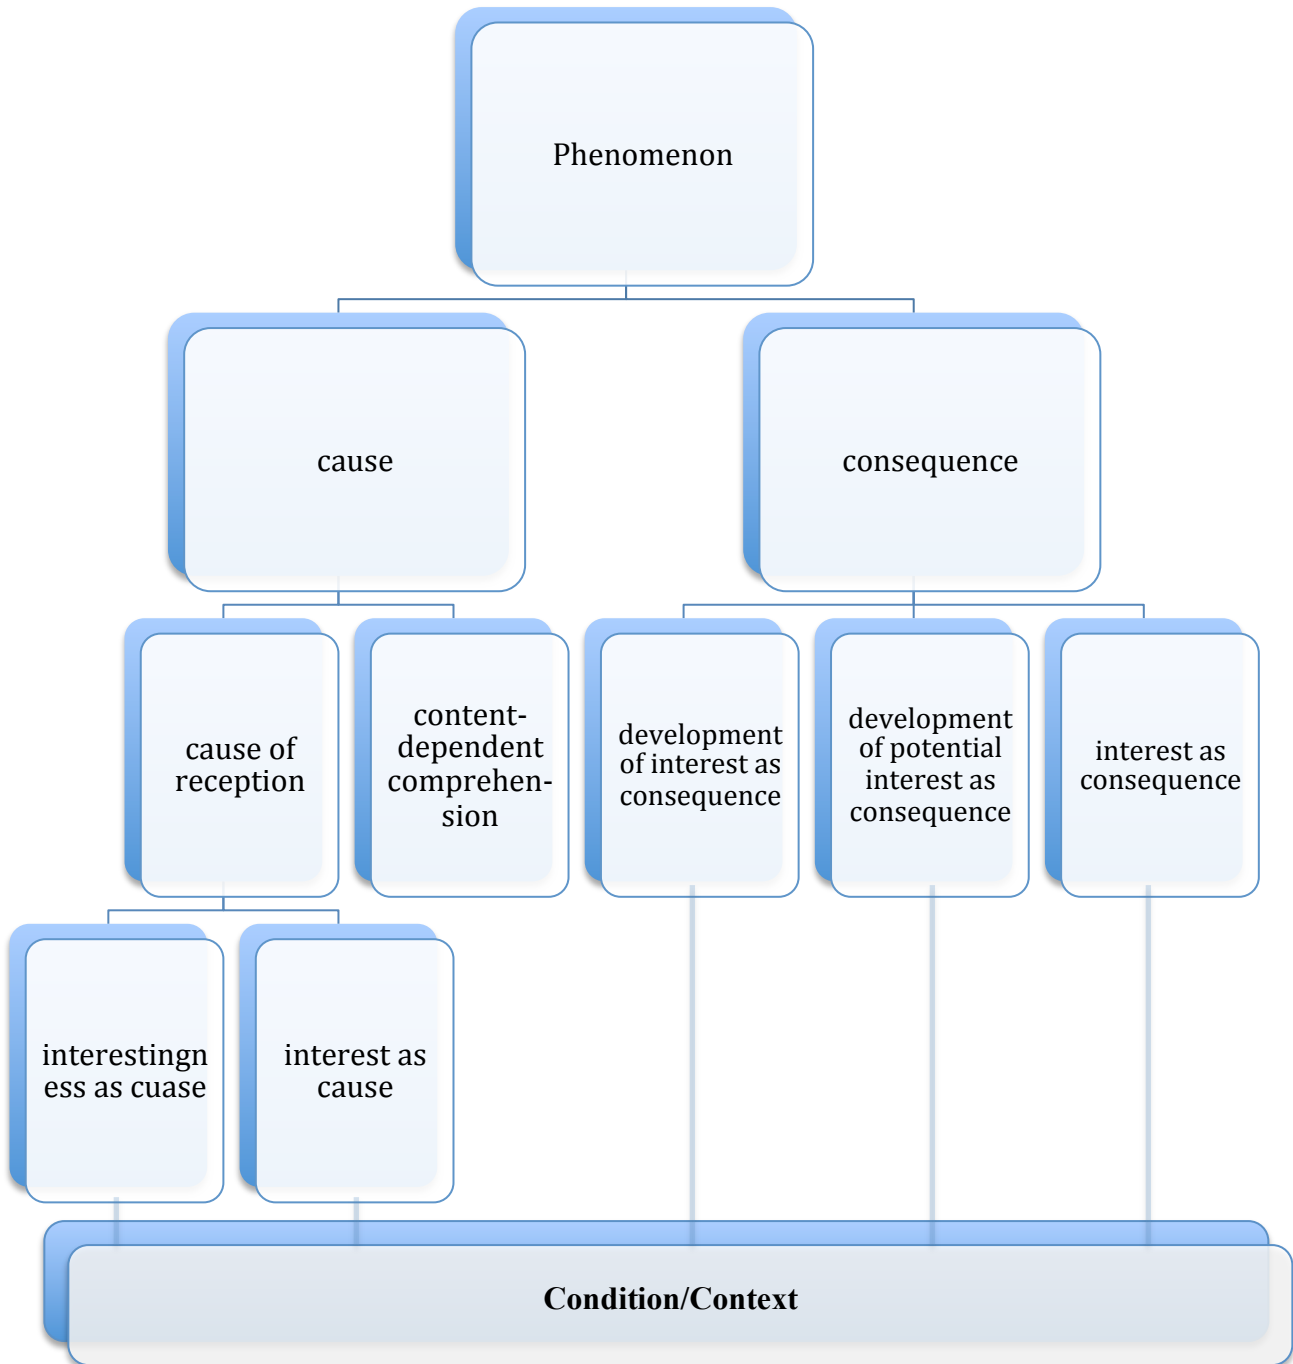 Phenomenon
cause
consequence
cause of
reception
content-
dependent
comprehen-
sion
development
of interest as
consequence
development
of potential
interest as
consequence
interest as
consequence
interestingn
ess as cuase
interest as
cause
Condition/Context